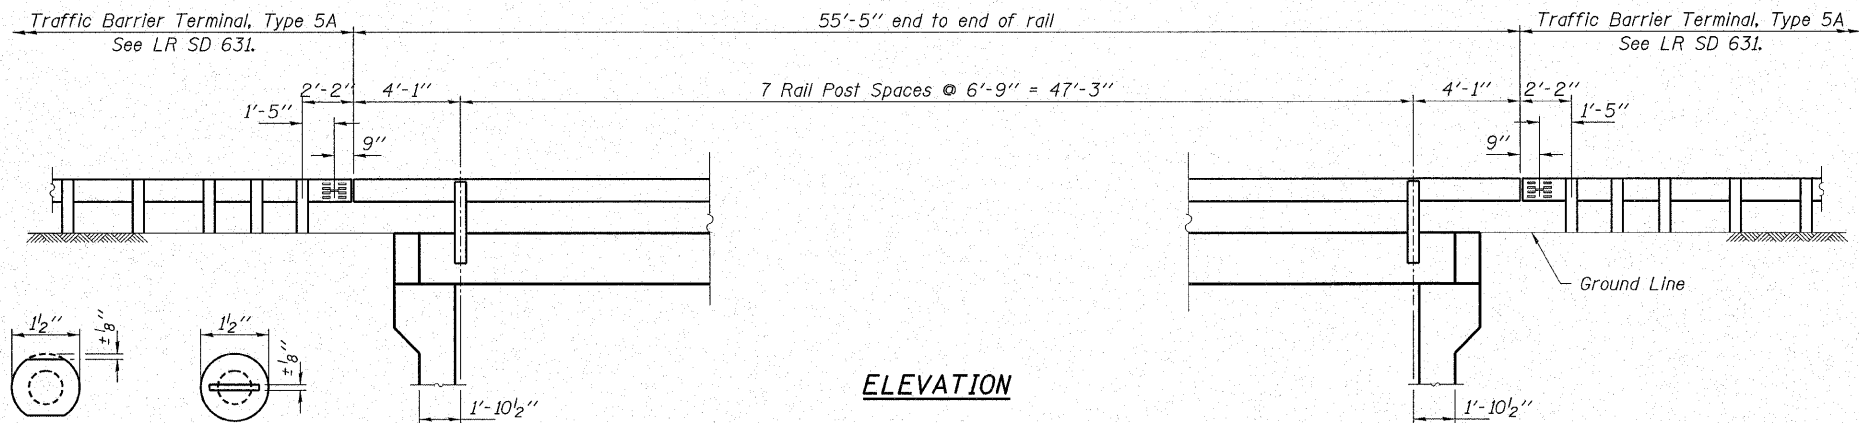 Traffic Barrier Terminal, Type 5A
See LR SD 631.
55'-5" end to end of rail
Traffic Barrier Terminal, Type 5A
See LR SD 631.
2'-2"
4'-1"
7 Rail Post Spaces @ 6'-9" = 47'-3"
4'-1"
2'-2"
1'-5"
1'-5"
9"
9"
Ground Line
1½"
±⅛"
1½"
±⅛"
ELEVATION
1'-10½"
1'-10½"